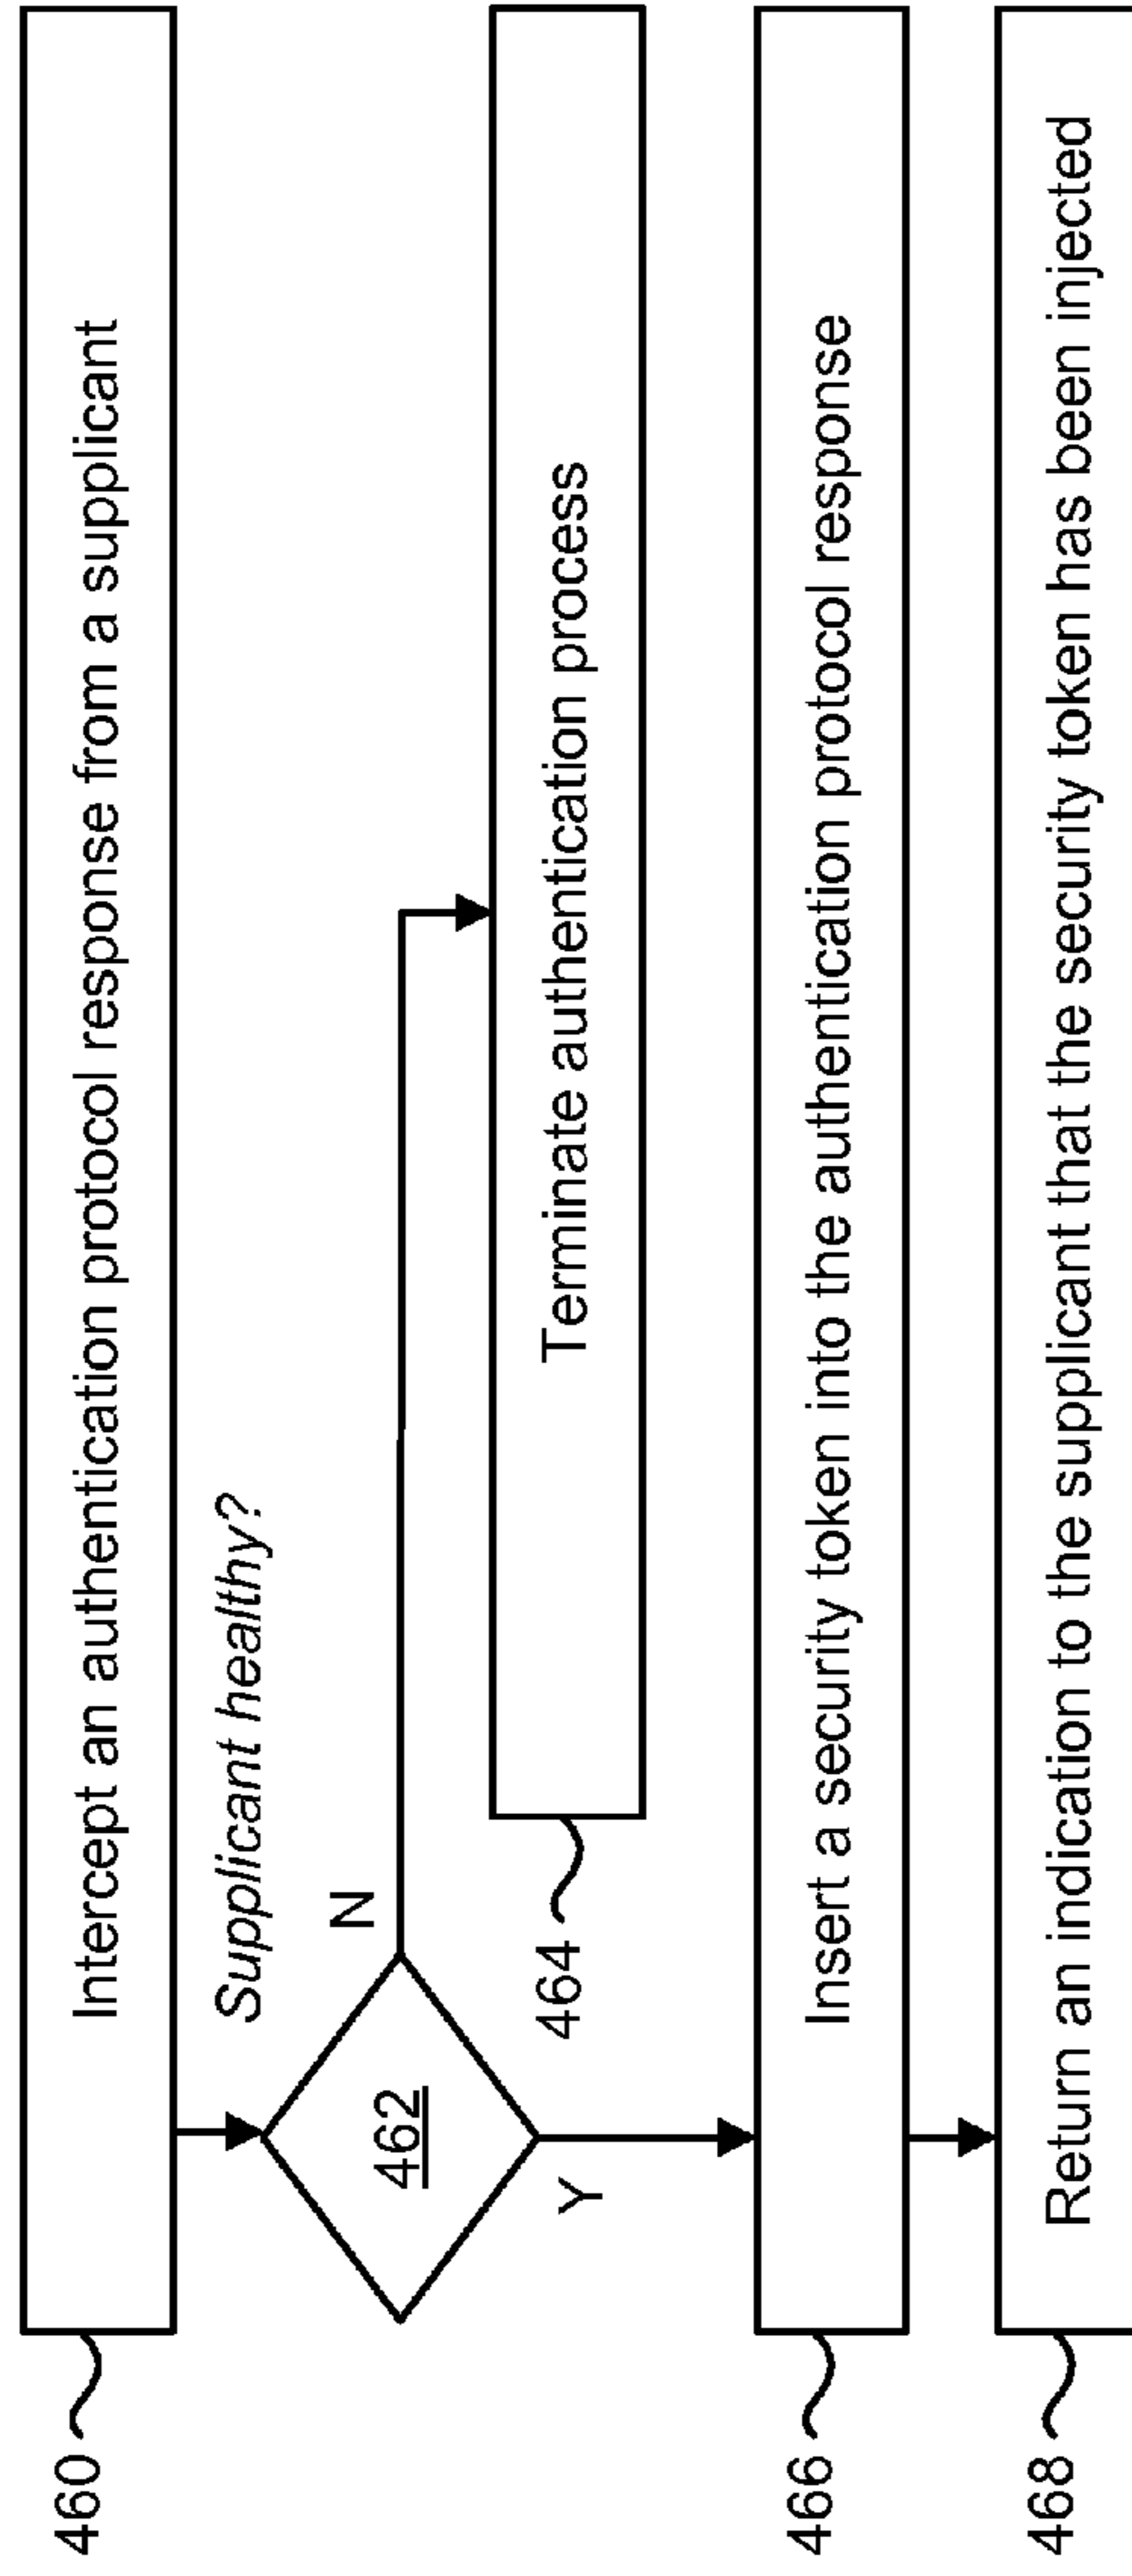 460
Intercept an authentication protocol response from a supplicant
Supplicant healthy?
462
N
464
Terminate authentication process
Y
466
Insert a security token into the authentication protocol response
468
Return an indication to the supplicant that the security token has been injected